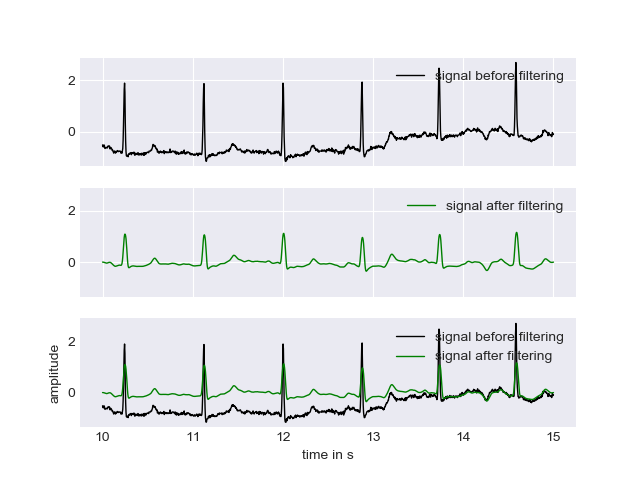 signal before filtering
2
0
signal after filtering
2
0
signal before filtering
signal after filtering
2
0
amplitude
10 11 12 13 14 15
time in s